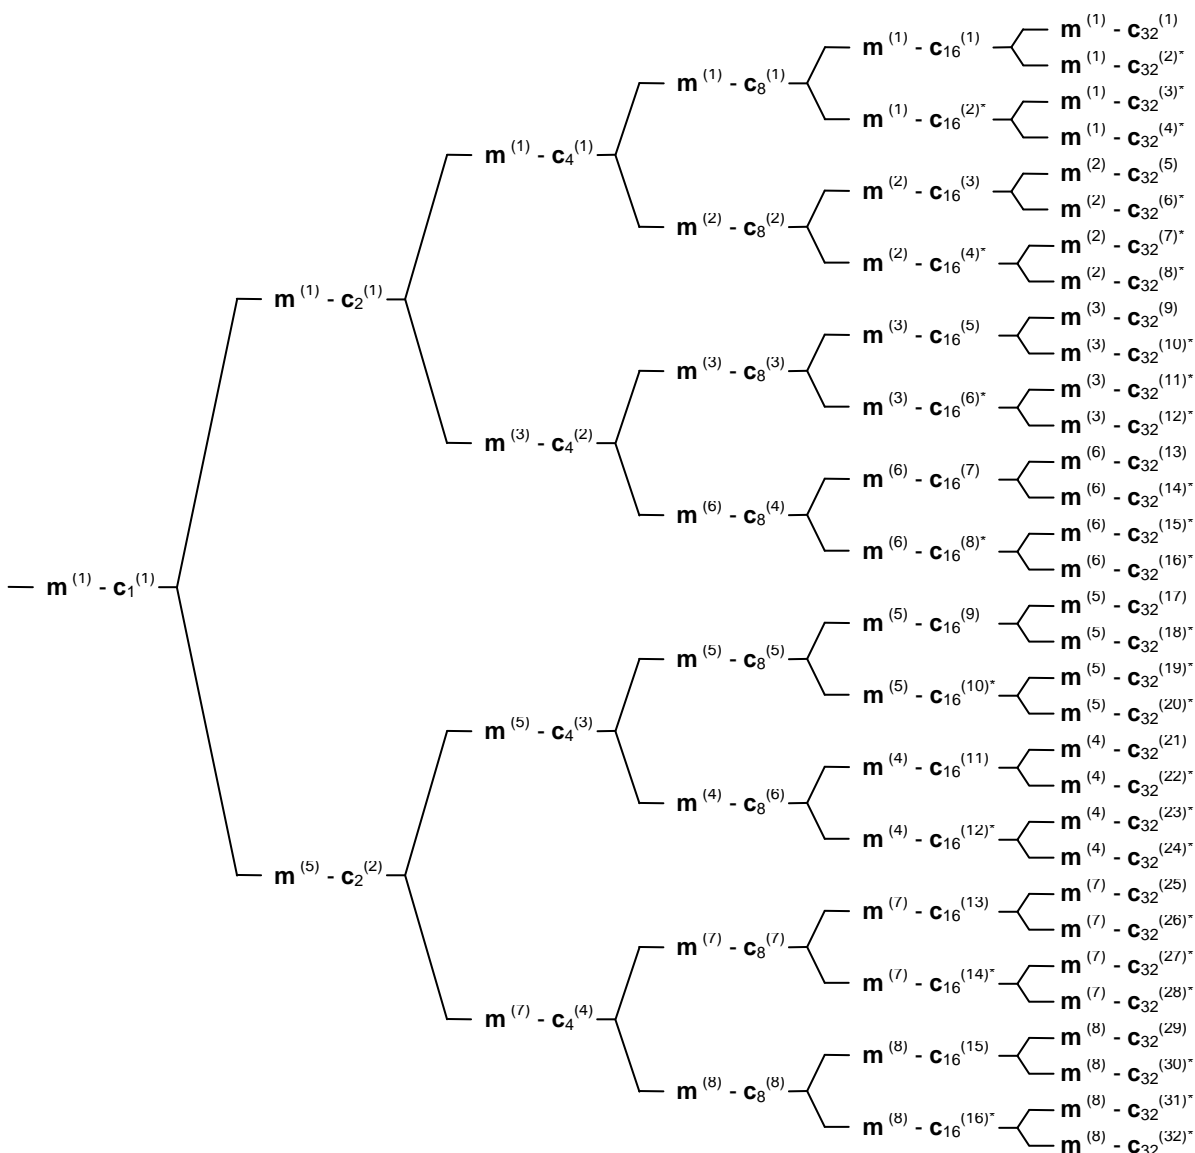 m (1) - c1(1)
m (1) - c2(1)
m (5) - c2(2)
m (1) - c4(1)
m (3) - c4(2)
m (5) - c4(3)
m (7) - c4(4)
m (1) - c8(1)
m (2) - c8(2)
m (3) - c8(3)
m (6) - c8(4)
m (5) - c8(5)
m (4) - c8(6)
m (7) - c8(7)
m (8) - c8(8)
m (1) - c16(1)
m (1) - c16(2)*
m (2) - c16(3)
m (2) - c16(4)*
m (3) - c16(5)
m (3) - c16(6)*
m (6) - c16(7)
m (6) - c16(8)*
m (5) - c16(9)
m (5) - c16(10)*
m (4) - c16(11)
m (4) - c16(12)*
m (7) - c16(13)
m (7) - c16(14)*
m (8) - c16(15)
m (8) - c16(16)*
m (1) - c32(1)
m (1) - c32(2)*
m (1) - c32(3)*
m (1) - c32(4)*
m (2) - c32(5)
m (2) - c32(6)*
m (2) - c32(7)*
m (2) - c32(8)*
m (3) - c32(9)
m (3) - c32(10)*
m (3) - c32(11)*
m (3) - c32(12)*
m (6) - c32(13)
m (6) - c32(14)*
m (6) - c32(15)*
m (6) - c32(16)*
m (5) - c32(17)
m (5) - c32(18)*
m (5) - c32(19)*
m (5) - c32(20)*
m (4) - c32(21)
m (4) - c32(22)*
m (4) - c32(23)*
m (4) - c32(24)*
m (7) - c32(25)
m (7) - c32(26)*
m (7) - c32(27)*
m (7) - c32(28)*
m (8) - c32(29)
m (8) - c32(30)*
m (8) - c32(31)*
m (8) - c32(32)*